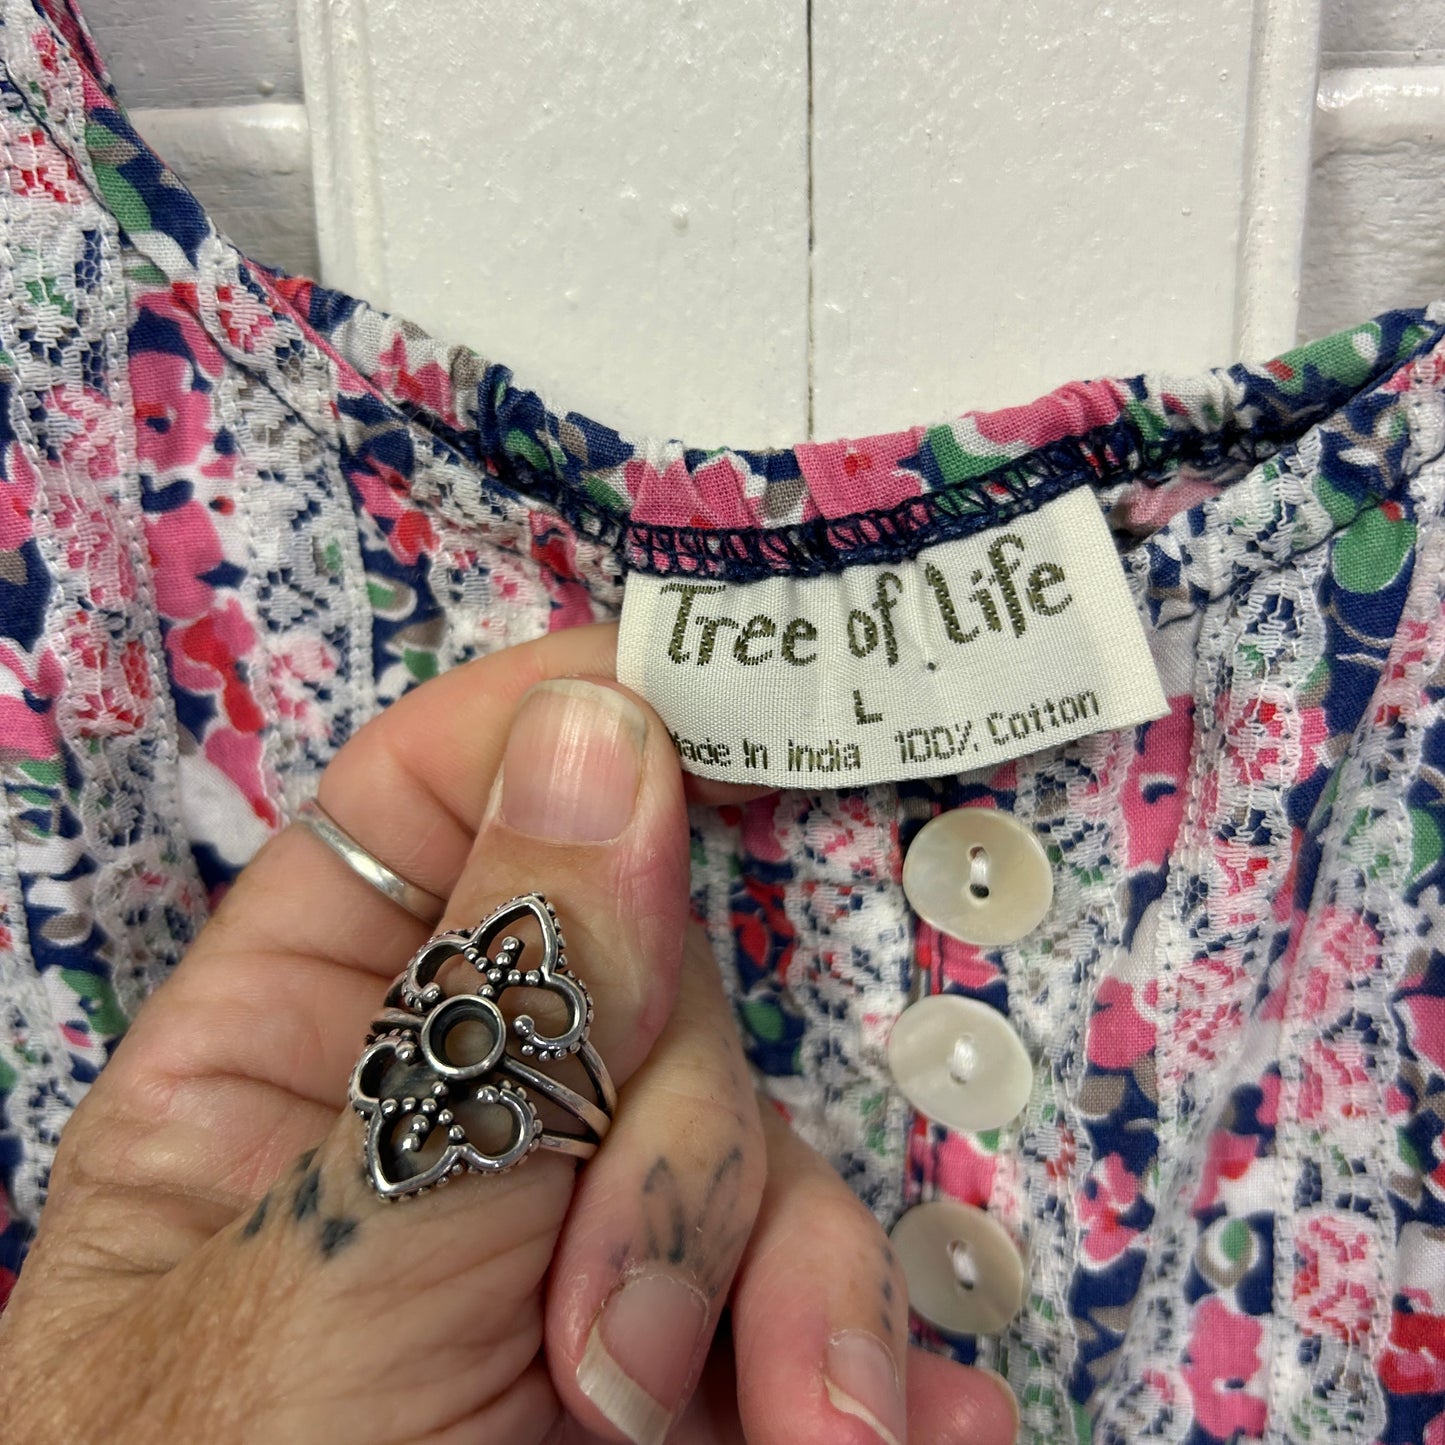 Tree of Life
L
Made In India 100% Cotton